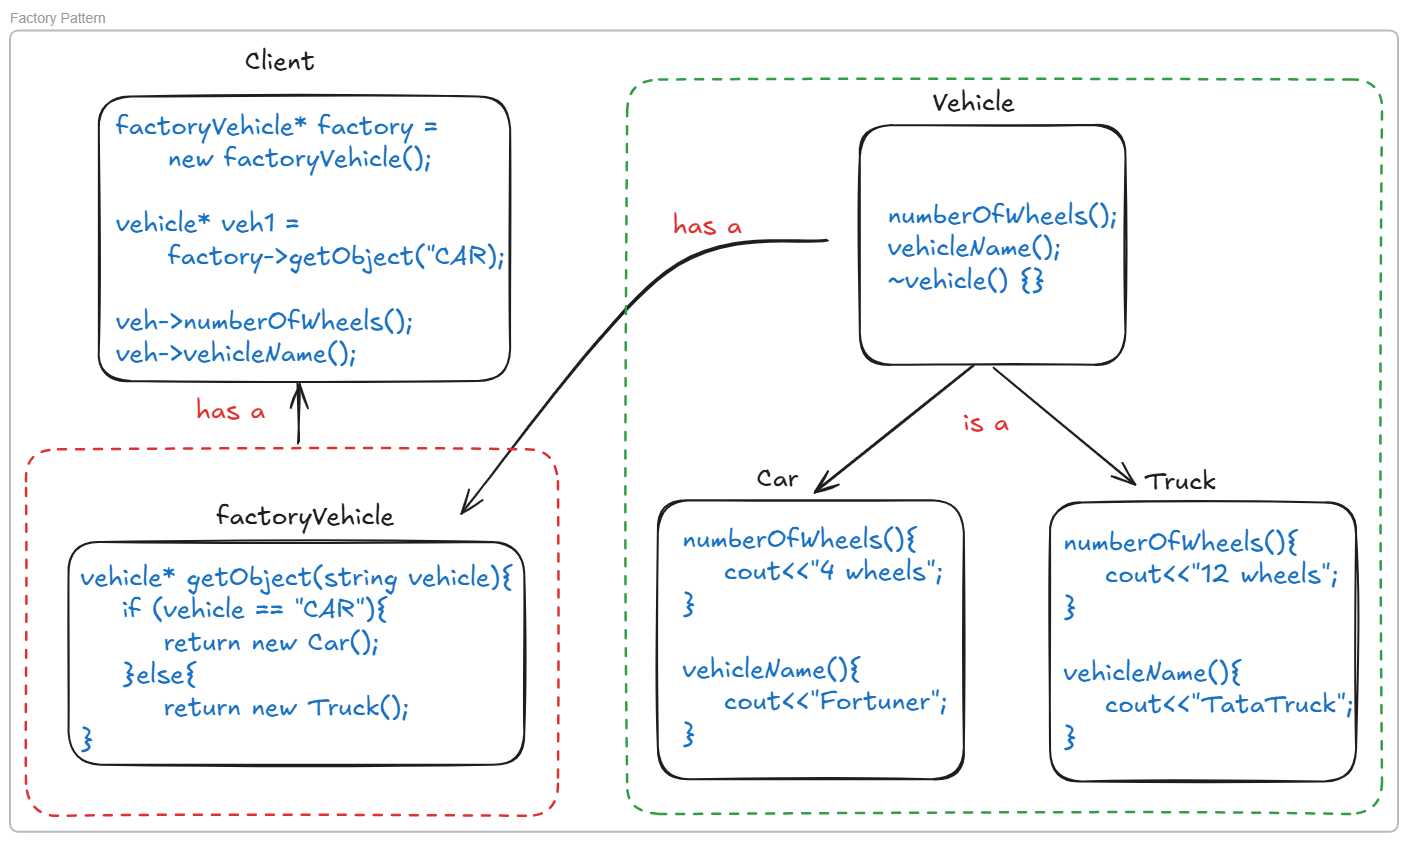 Factory Pattern
Client
factoryVehicle* factory =
new factoryVehicle();
vehicle* veh1 =
factory->getObject("CAR);
veh->numberOfWheels();
veh->vehicleName();
has a
factoryVehicle
vehicle* getObject(string vehicle){
if (vehicle == "CAR"){
return new Car();
}else{
return new Truck();
}
has a
Vehicle
numberOfWheels();
vehicleName();
~vehicle() {}
is a
Car
numberOfWheels(){
cout<<"4 wheels";
}
vehicleName(){
cout<<"Fortuner";
}
Truck
numberOfWheels(){
cout<<"12 wheels";
}
vehicleName(){
cout<<"TataTruck";
}